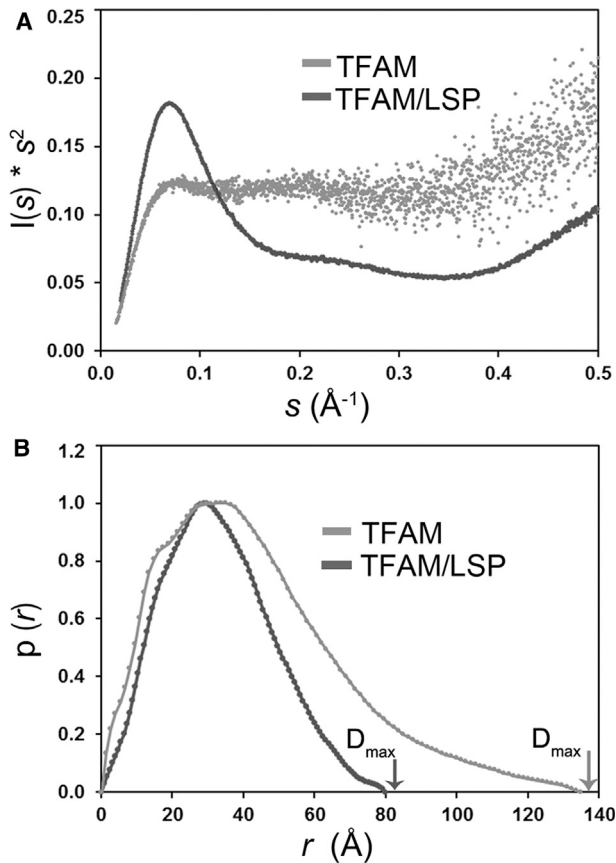 A
0.25
0.20
0.15
0.10
0.05
0.00
I(s) * s²
TFAM
TFAM/LSP
0.0 0.1 0.2 0.3 0.4 0.5
s (Å⁻¹)
B
1.2
1.0
0.8
0.6
0.4
0.2
0.0
p (r)
TFAM
TFAM/LSP
Dmax Dmax
0 20 40 60 80 100 120 140
r (Å)